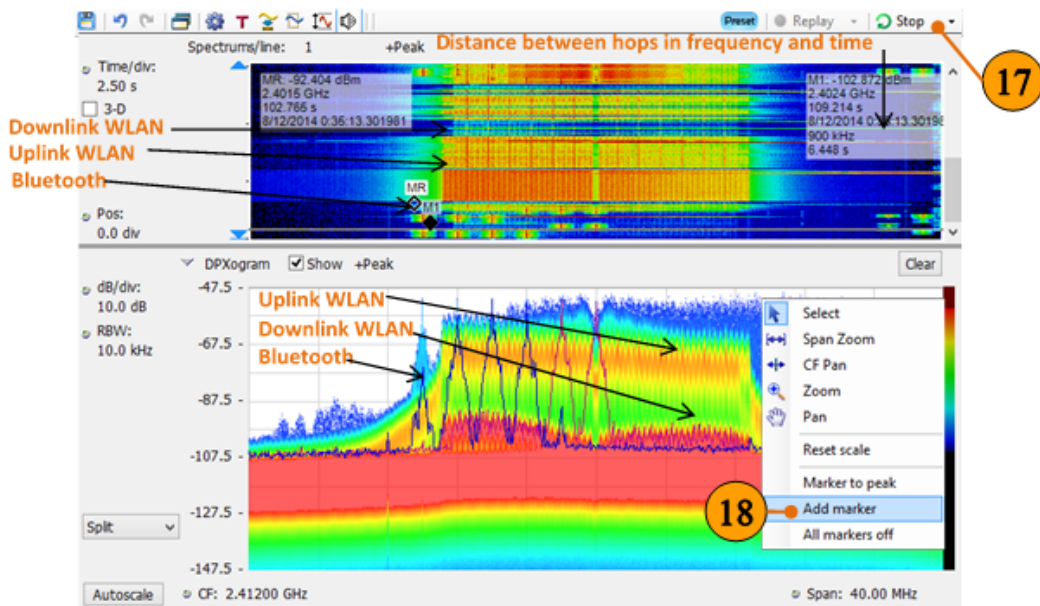 T
Preset
Replay
Stop
17
Spectrums/line: 1 +Peak
Distance between hops in frequency and time
Time/div:
2.50 s
3-D
MR: -92.404 dBm
2.4015 GHz
102.765 s
8/12/2014 0:35:13.301981
M1: -102.872 dBm
2.4024 GHz
109.214 s
900 kHz
6.448 s
Downlink WLAN
Uplink WLAN
Bluetooth
MR
M1
Pos:
0.0 div
DPXogram Show +Peak
Clear
dB/div:
10.0 dB
RBW:
10.0 kHz
-47.5
-67.5
-87.5
-107.5
-127.5
-147.5
Uplink WLAN
Downlink WLAN
Bluetooth
Select
Span Zoom
CF Pan
Zoom
Pan
Reset scale
Marker to peak
Add marker
All markers off
18
Split
Autoscale
CF: 2.41200 GHz
Span: 40.00 MHz